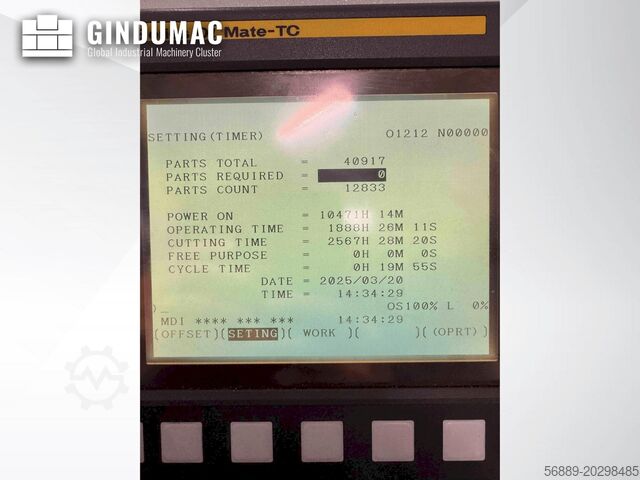 GINDUMAC
Global Industrial Machinery Cluster
Mate-TC
SETTING(TIMER) O1212 N00000
PARTS TOTAL = 40917
PARTS REQUIRED = 0
PARTS COUNT = 12833
POWER ON = 10471H 14M
OPERATING TIME = 1888H 26M 11S
CUTTING TIME = 2567H 28M 20S
FREE PURPOSE = 0H 0M 0S
CYCLE TIME = 0H 19M 55S
DATE = 2025/03/20
TIME = 14:34:29
)_ OS100% L 0%
MDI **** *** *** 14:34:29
(OFFSET)(SETING)( WORK )( )( (OPRT) )
56889-20298485